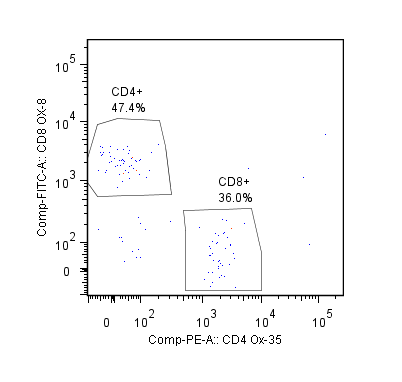 10^5
CD4+
47.4%
10^4
10^3
CD8+
36.0%
10^2
0
Comp-FITC-A:: CD8 OX-8
0 10^2 10^3 10^4 10^5
Comp-PE-A:: CD4 Ox-35